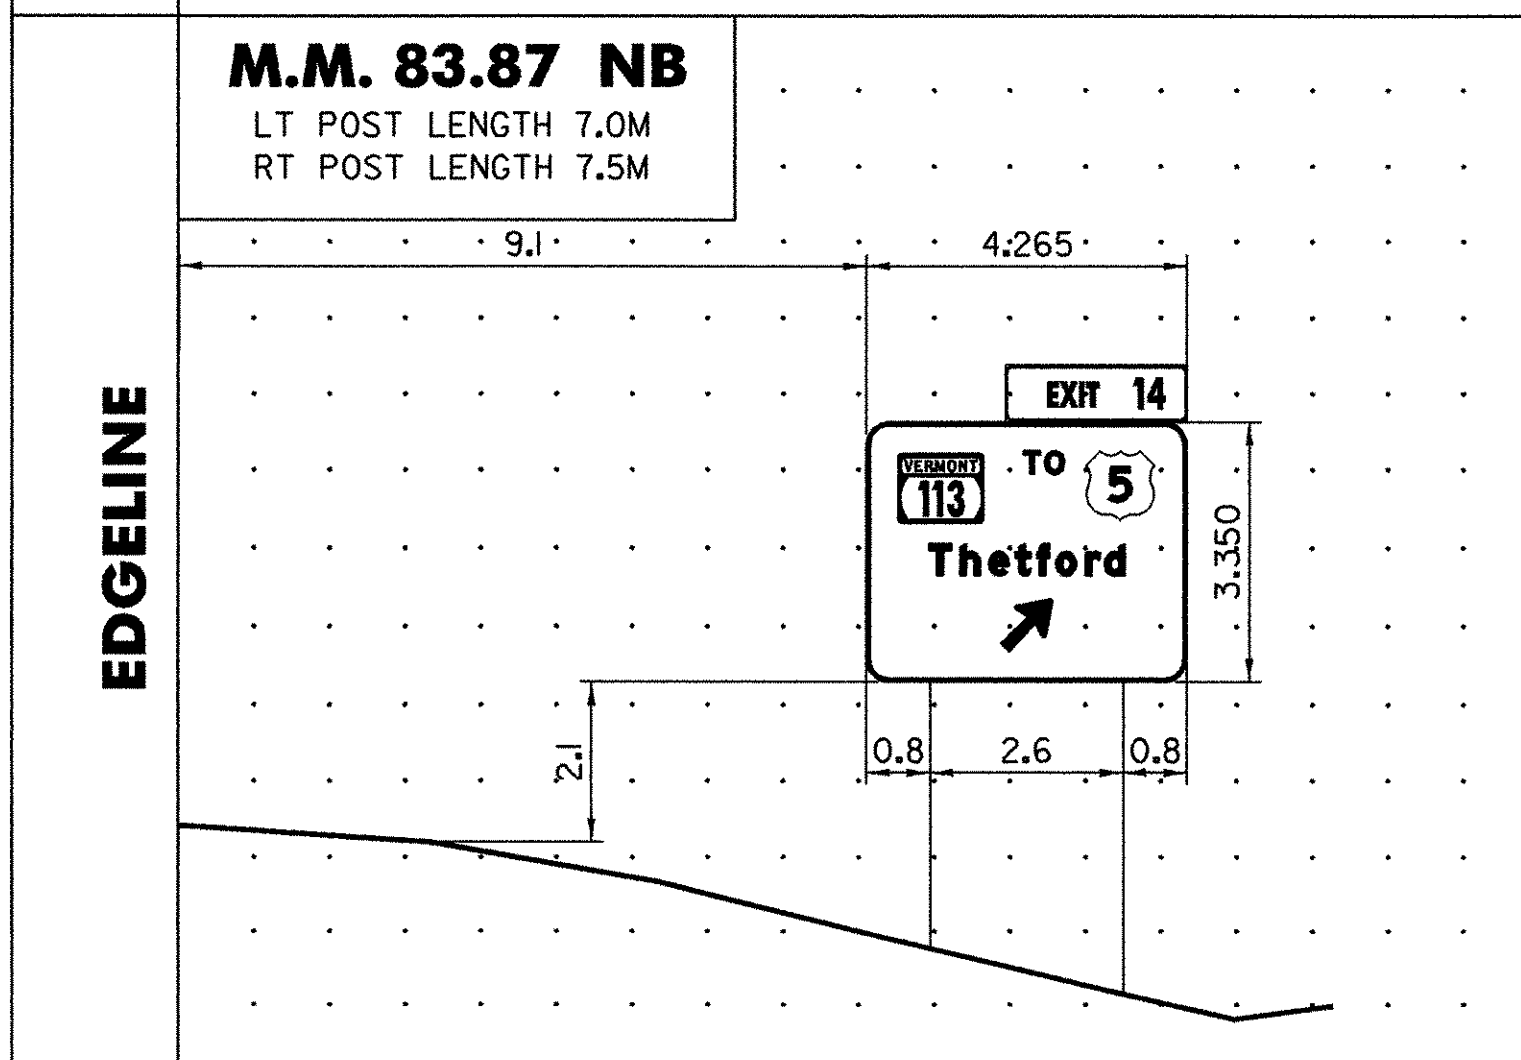 M.M. 83.87 NB
LT POST LENGTH 7.0M
RT POST LENGTH 7.5M
9.1
4.265
EDGELINE
EXIT 14
VERMONT
113
TO
5
Thetford
3.350
2.1
0.8
2.6
0.8